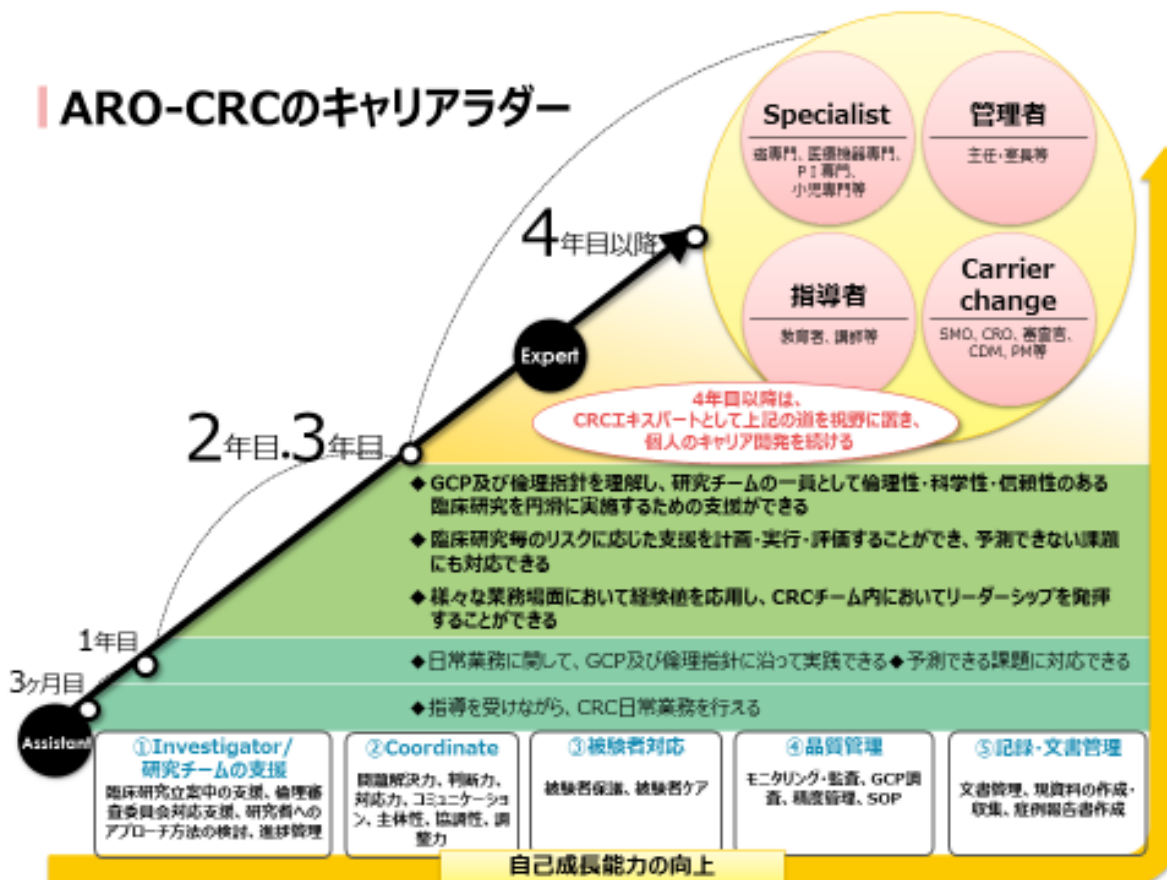 ARO-CRCのキャリアラダー
Specialist
癌専門、医療機器専門、
PI専門、
小児専門等
管理者
主任・室長等
指導者
教育者、講師等
Carrier
change
SMO, CRO, 審査官、
CDM, PM等
4年目以降
Expert
4年目以降は、
CRCエキスパートとして上記の道を視野に置き、
個人のキャリア開発を続ける
2年目.3年目
◆GCP及び倫理指針を理解し、研究チームの一員として倫理性・科学性・信頼性のある
臨床研究を円滑に実施するための支援ができる
◆臨床研究毎のリスクに応じた支援を計画・実行・評価することができ、予測できない課題
にも対応できる
◆様々な業務場面において経験値を応用し、CRCチーム内においてリーダーシップを発揮
することができる
1年目
◆日常業務に関して、GCP及び倫理指針に沿って実践できる◆予測できる課題に対応できる
3ヶ月目
◆指導を受けながら、CRC日常業務を行える
Assistant
①Investigator/
研究チームの支援
臨床研究立案中の支援、倫理審
査委員会対応支援、研究者への
アプローチ方法の検討、進捗管理
②Coordinate
問題解決力、判断力、
対応力、コミュニケーショ
ン、主体性、協調性、調
整力
③被験者対応
被験者保護、被験者ケア
④品質管理
モニタリング・監査、GCP調
査、精度管理、SOP
⑤記録・文書管理
文書管理、現資料の作成・
収集、症例報告書作成
自己成長能力の向上